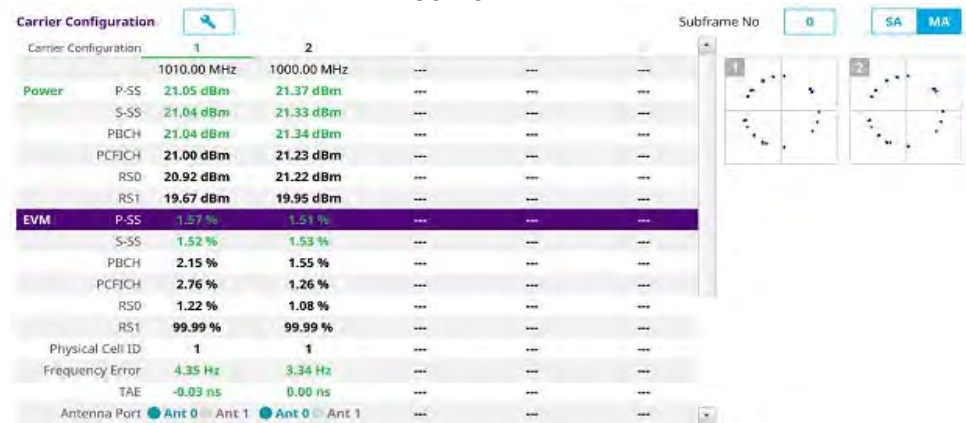 Carrier Configuration Subframe No 0 SA MA
Carrier Configuration 1 2 --- --- ---
1010.00 MHz 1000.00 MHz --- --- --- 1 2
Power P-SS 21.05 dBm 21.37 dBm --- --- ---
S-SS 21.04 dBm 21.33 dBm --- --- ---
PBCH 21.04 dBm 21.34 dBm --- --- ---
PCFICH 21.00 dBm 21.23 dBm --- --- ---
RS0 20.92 dBm 21.22 dBm --- --- ---
RS1 19.67 dBm 19.95 dBm --- --- ---
EVM P-SS 1.57 % 1.51 % --- --- ---
S-SS 1.52 % 1.53 % --- --- ---
PBCH 2.15 % 1.55 % --- --- ---
PCFICH 2.76 % 1.26 % --- --- ---
RS0 1.22 % 1.08 % --- --- ---
RS1 99.99 % 99.99 % --- --- ---
Physical Cell ID 1 1 --- --- ---
Frequency Error 4.35 Hz 3.34 Hz --- --- ---
TAE -0.03 ns 0.00 ns --- --- ---
Antenna Port Ant 0 Ant 1 Ant 0 Ant 1 --- --- ---